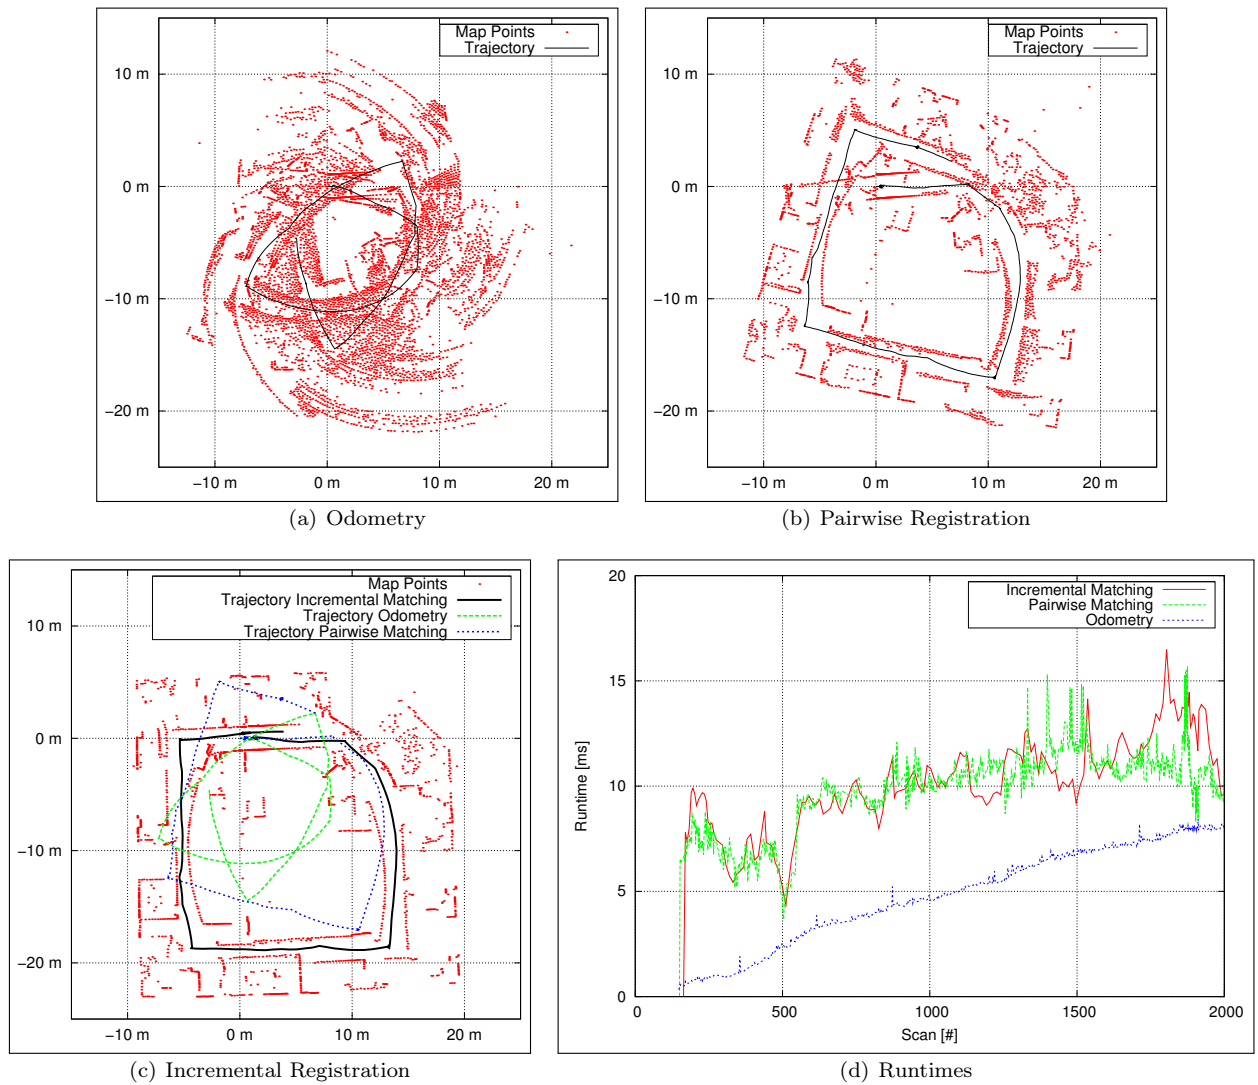 Map Points
Trajectory
10 m
0 m
−10 m
−20 m
−10 m 0 m 10 m 20 m
(a) Odometry
Map Points
Trajectory
10 m
0 m
−10 m
−20 m
−10 m 0 m 10 m 20 m
(b) Pairwise Registration
Map Points
Trajectory Incremental Matching
Trajectory Odometry
Trajectory Pairwise Matching
10 m
0 m
−10 m
−20 m
−10 m 0 m 10 m 20 m
(c) Incremental Registration
Incremental Matching
Pairwise Matching
Odometry
20
15
10
5
0
Runtime [ms]
0 500 1000 1500 2000
Scan [#]
(d) Runtimes